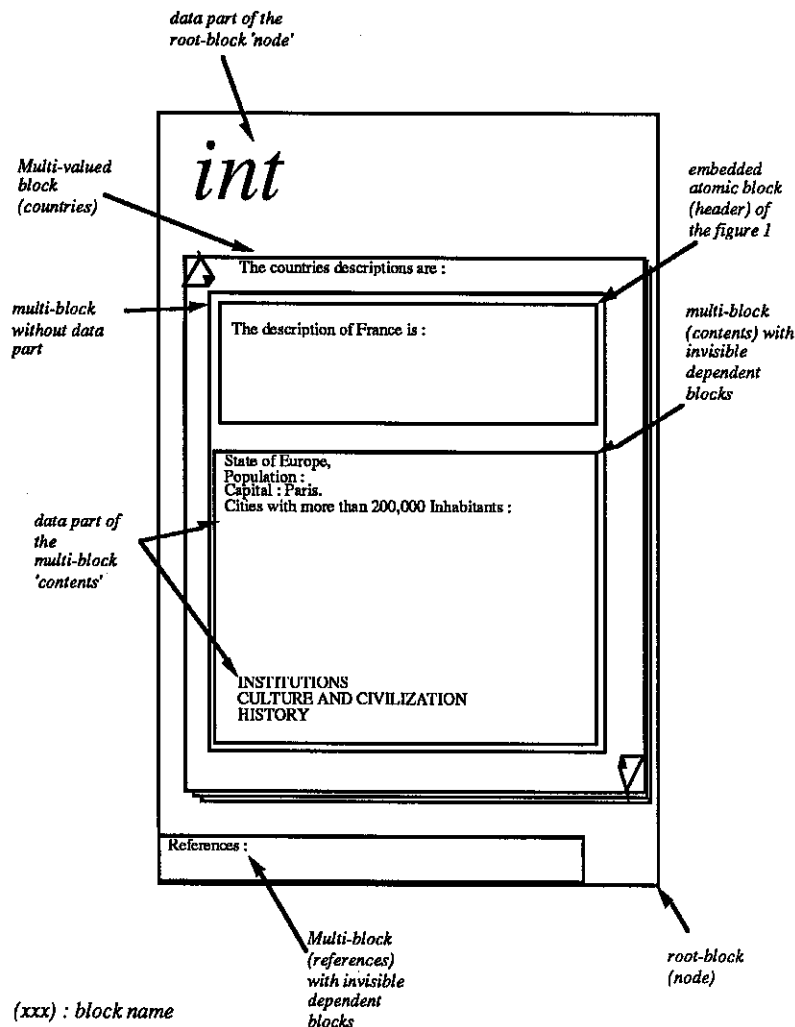 data part of the
root-block 'node'
int
Multi-valued
block
(countries)
embedded
atomic block
(header) of
the figure 1
The countries descriptions are :
multi-block
without data
part
The description of France is :
multi-block
(contents) with
invisible
dependent
blocks
State of Europe,
Population :
Capital : Paris.
Cities with more than 200,000 Inhabitants :
data part of
the
multi-block
'contents'
INSTITUTIONS
CULTURE AND CIVILIZATION
HISTORY
References :
Multi-block
(references)
with invisible
dependent
blocks
root-block
(node)
(xxx) : block name